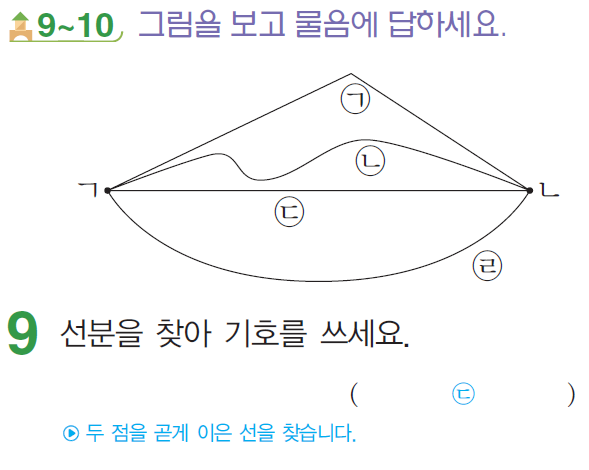 9~10 그림을 보고 물음에 답하세요.
㉠
㉡
ㄱ ㄴ
㉢
㉣
9 선분을 찾아 기호를 쓰세요.
( ㉢ )
두 점을 곧게 이은 선을 찾습니다.